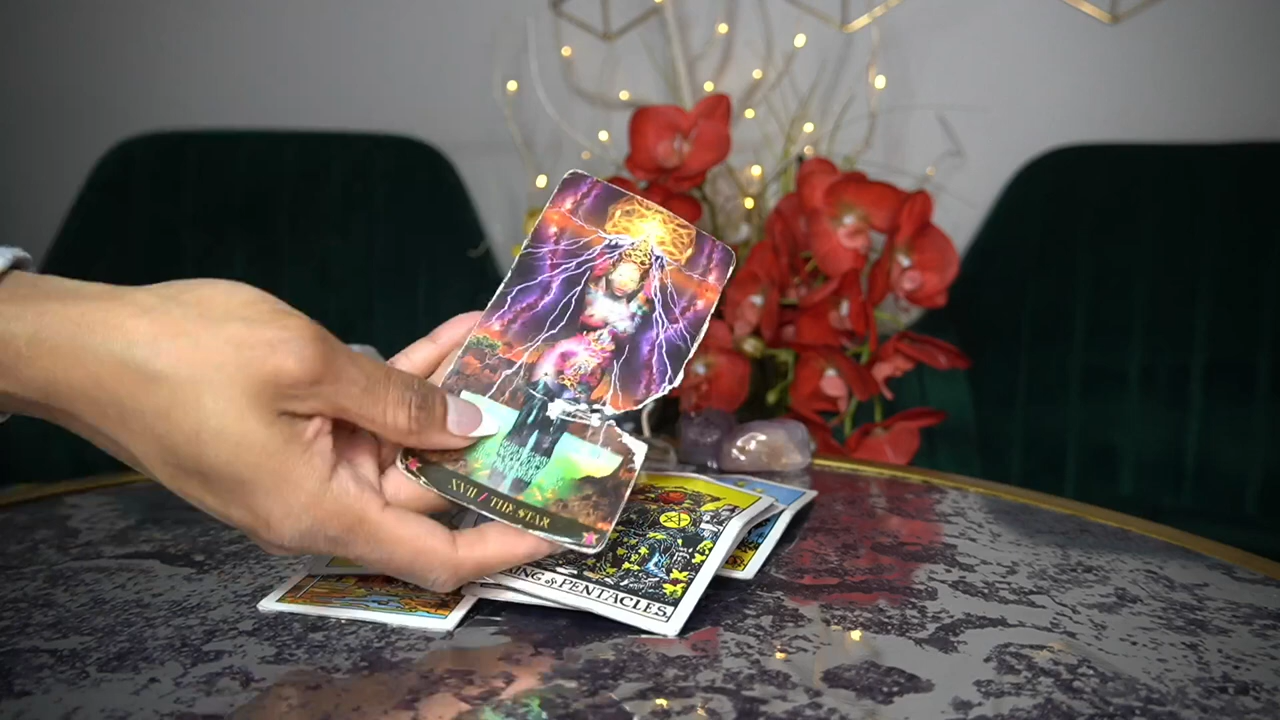 XVII / THE STAR
KING of PENTACLES.